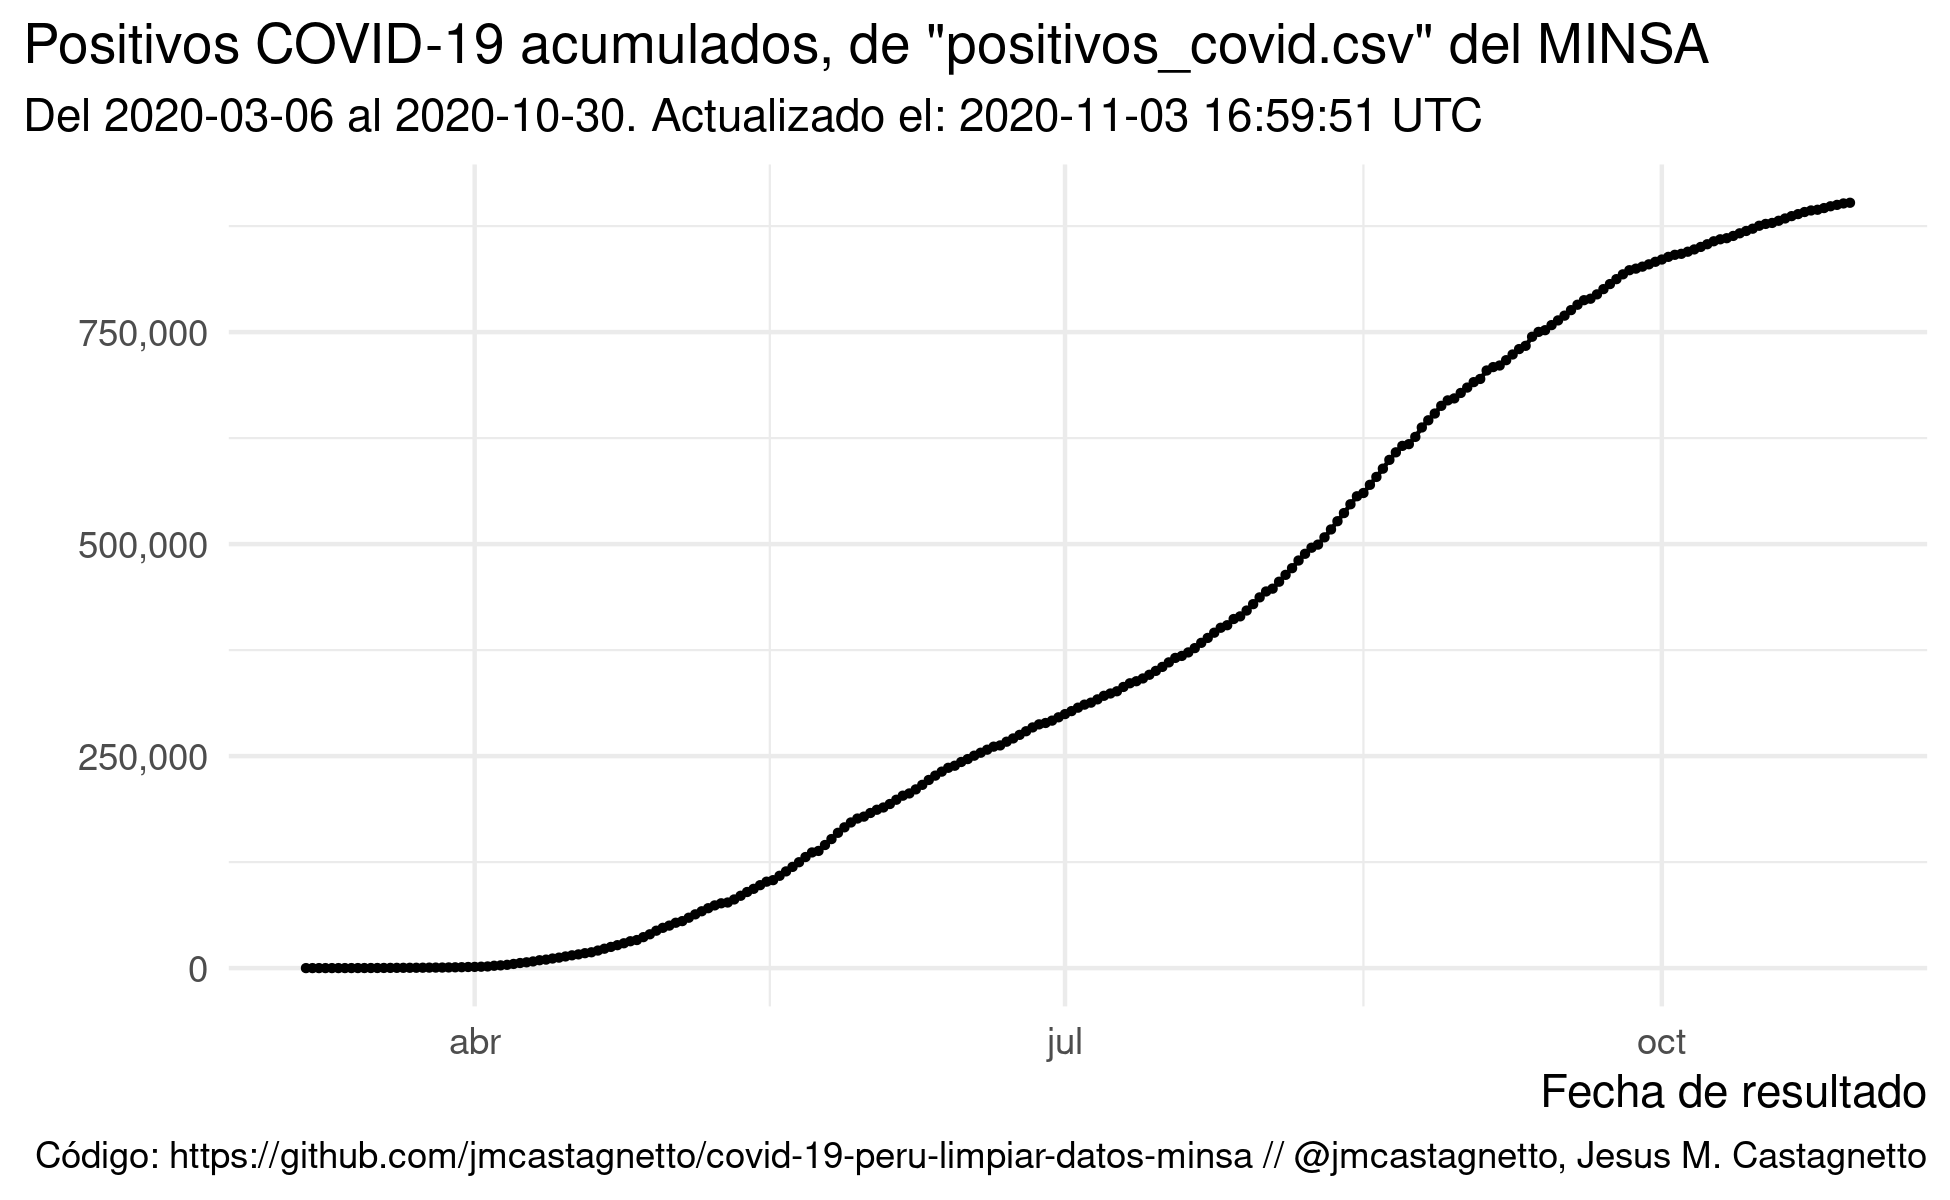 Positivos COVID-19 acumulados, de "positivos_covid.csv" del MINSA
Del 2020-03-06 al 2020-10-30. Actualizado el: 2020-11-03 16:59:51 UTC
750,000
500,000
250,000
0
abr jul oct
Fecha de resultado
Código: https://github.com/jmcastagnetto/covid-19-peru-limpiar-datos-minsa // @jmcastagnetto, Jesus M. Castagnetto